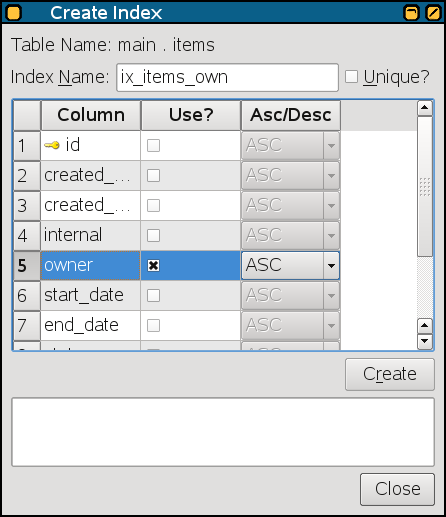 Create Index
Table Name: main . items
Index Name: ix_items_own Unique?
Column Use? Asc/Desc
1 id ASC
2 created_... ASC
3 created_... ASC
4 internal ASC
5 owner ASC
6 start_date ASC
7 end_date ASC
Create
Close